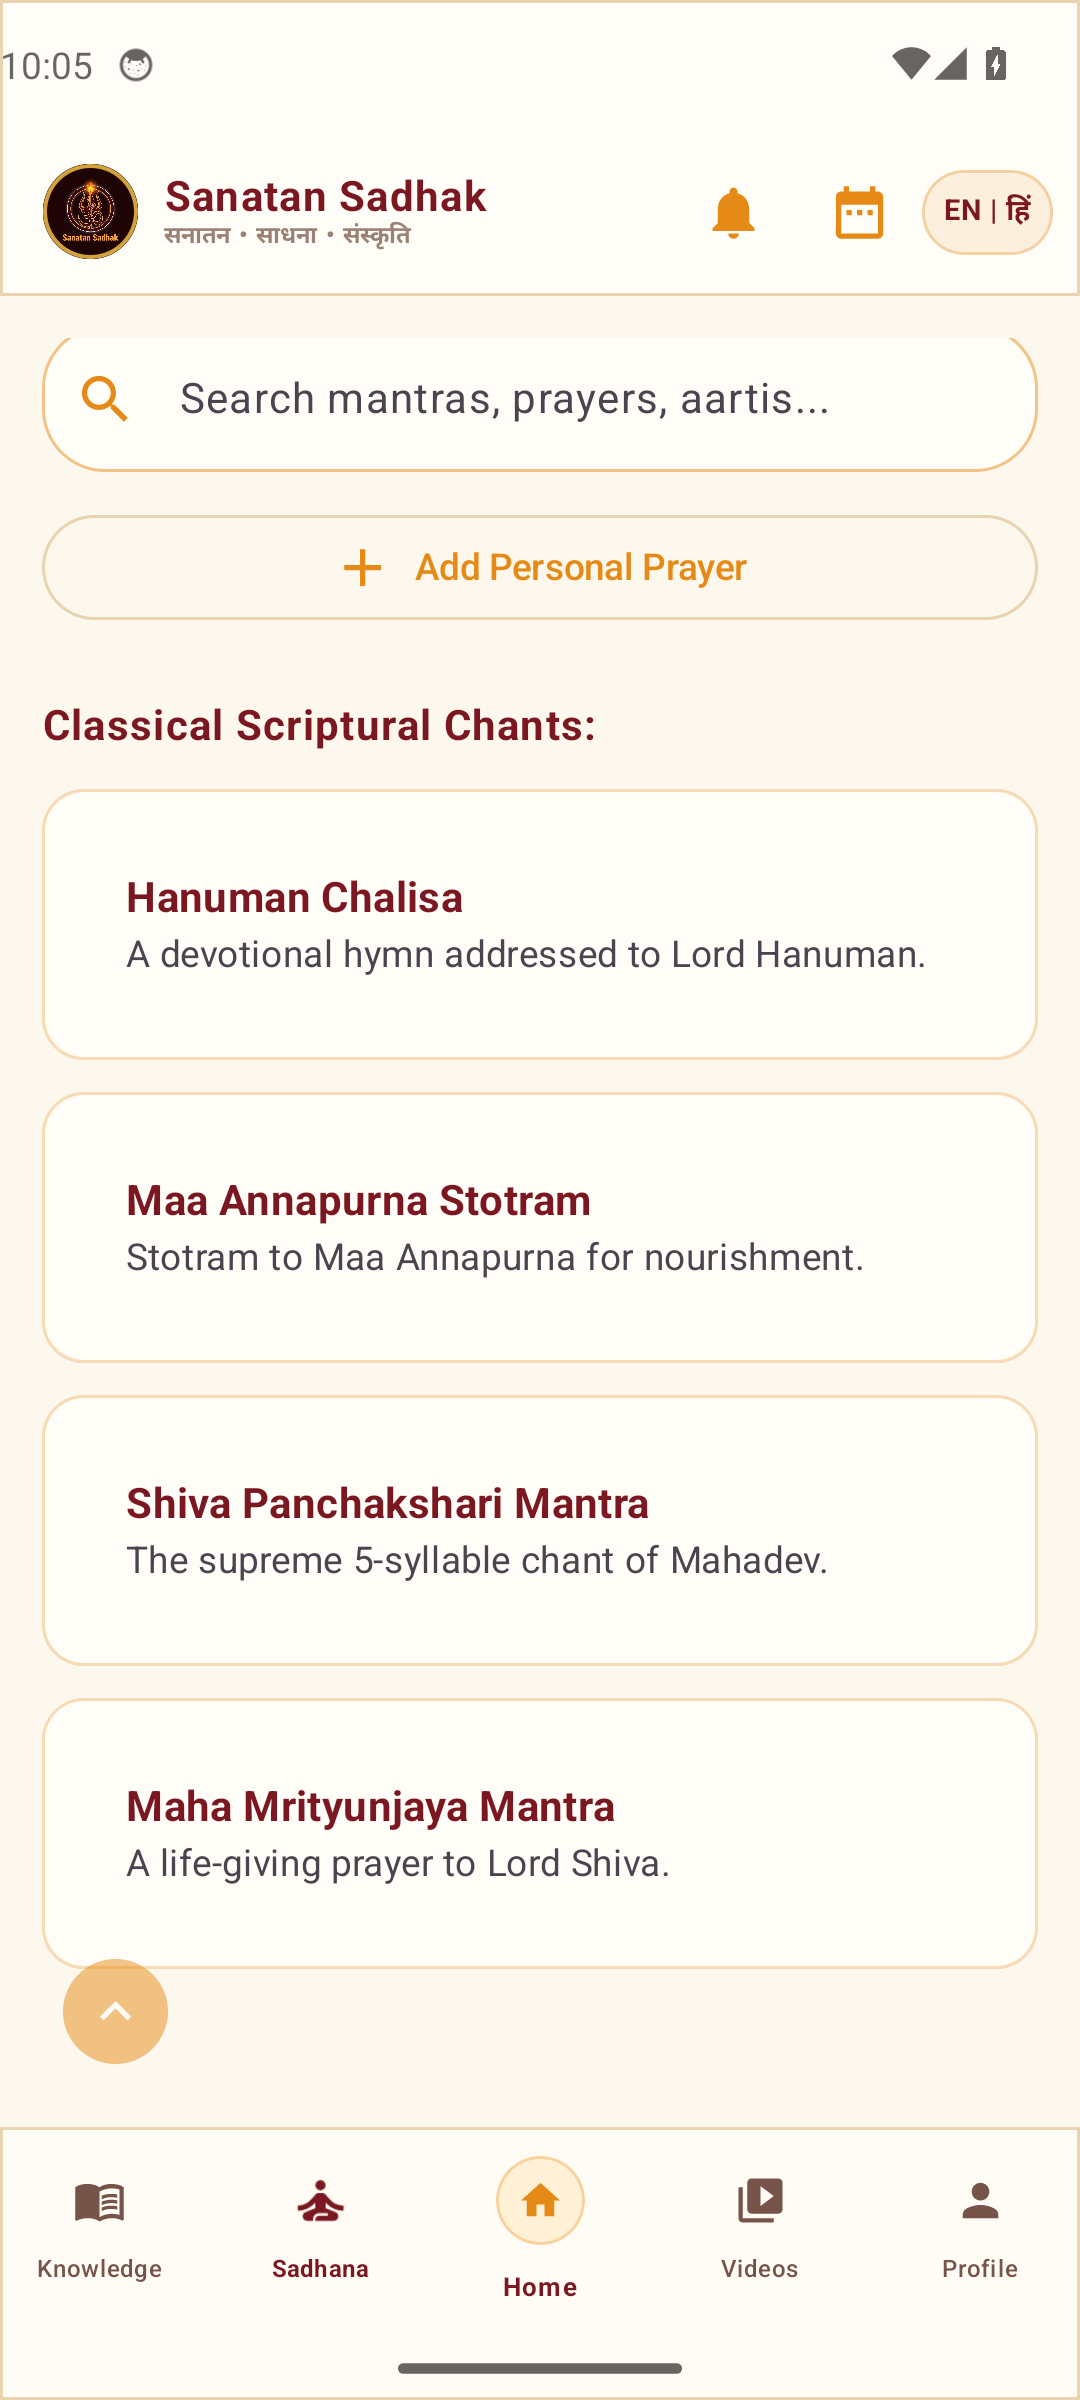 10:05
Sanatan Sadhak
सनातन • साधना • संस्कृति
Sanatan Sadhak
EN | हिं
Search mantras, prayers, aartis...
Add Personal Prayer
Classical Scriptural Chants:
Hanuman Chalisa
A devotional hymn addressed to Lord Hanuman.
Maa Annapurna Stotram
Stotram to Maa Annapurna for nourishment.
Shiva Panchakshari Mantra
The supreme 5-syllable chant of Mahadev.
Maha Mrityunjaya Mantra
A life-giving prayer to Lord Shiva.
Knowledge
Sadhana
Home
Videos
Profile